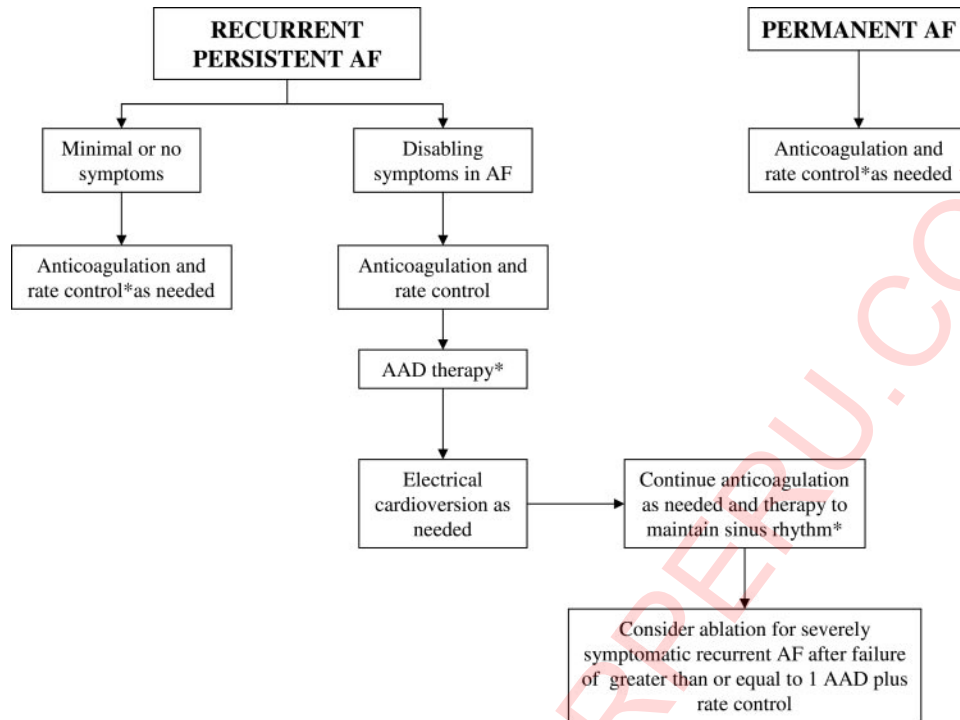 RECURRENT
PERSISTENT AF
PERMANENT AF
Minimal or no
symptoms
Disabling
symptoms in AF
Anticoagulation and
rate control*as needed
Anticoagulation and
rate control*as needed
Anticoagulation and
rate control
AAD therapy*
Electrical
cardioversion as
needed
Continue anticoagulation
as needed and therapy to
maintain sinus rhythm*
Consider ablation for severely
symptomatic recurrent AF after failure
of greater than or equal to 1 AAD plus
rate control